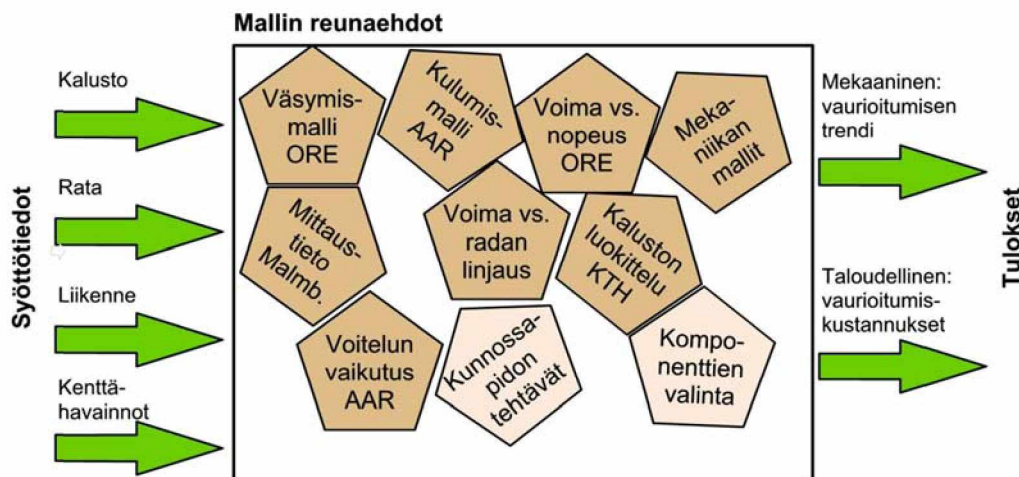 Mallin reunaehdot
Syöttötiedot
Kalusto
Rata
Liikenne
Kenttä-
havainnot
Väsymis-
malli
ORE
Kulumis-
malli
AAR
Voima vs.
nopeus
ORE
Meka-
niikan
mallit
Mittaus-
tieto
Malmb.
Voima vs.
radan
linjaus
Kaluston
luokittelu
KTH
Voitelun
vaikutus
AAR
Kunnossa-
pidon
tehtävät
Kompo-
nenttien
valinta
Mekaaninen:
vaurioitumisen
trendi
Taloudellinen:
vaurioitumis-
kustannukset
Tulokset